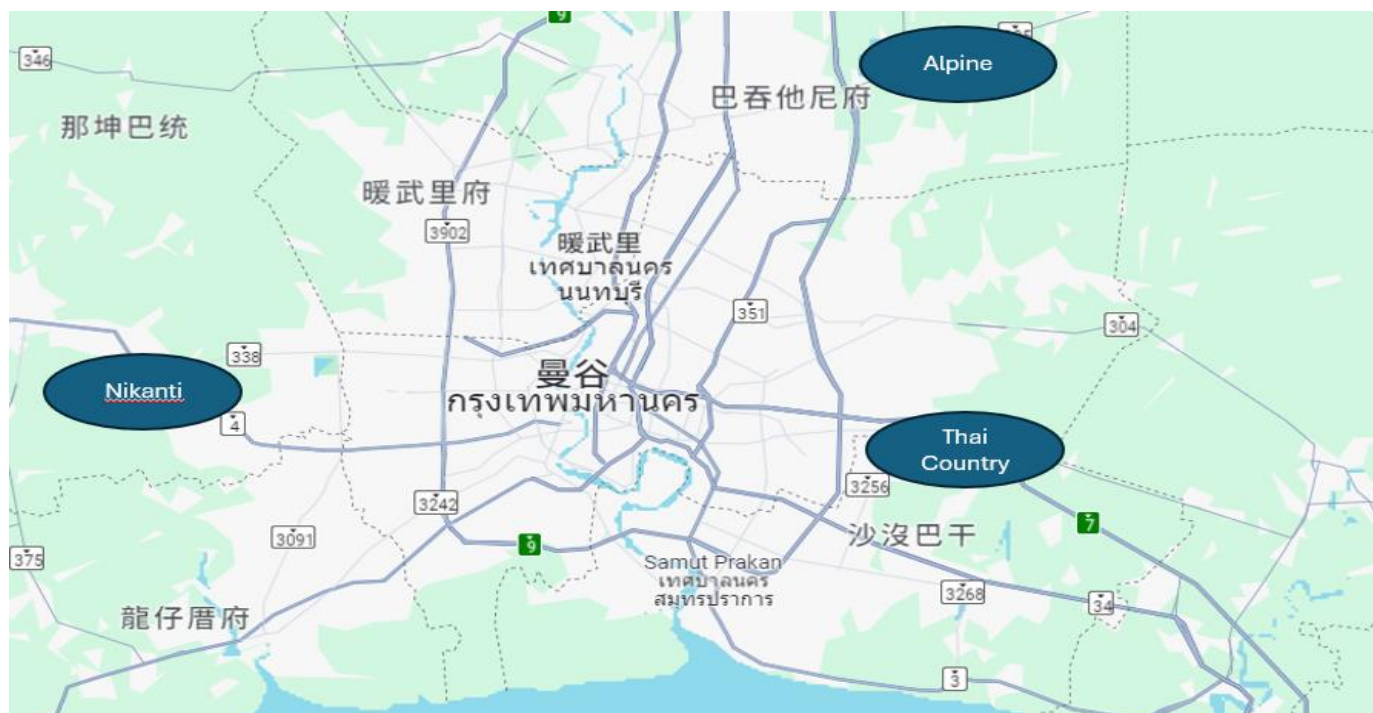 9
346
Alpine
巴吞他尼府
那坤巴统
暖武里府
3902
暖武里
เทศบาลนคร
นนทบุรี
351
304
338
Nikanti
曼谷
กรุงเทพมหานคร
4
Thai
Country
3256
3242
7
沙沒巴干
3091
9
375
Samut Prakan
เทศบาลนคร
สมุทรปราการ
3268
34
龍仔厝府
3